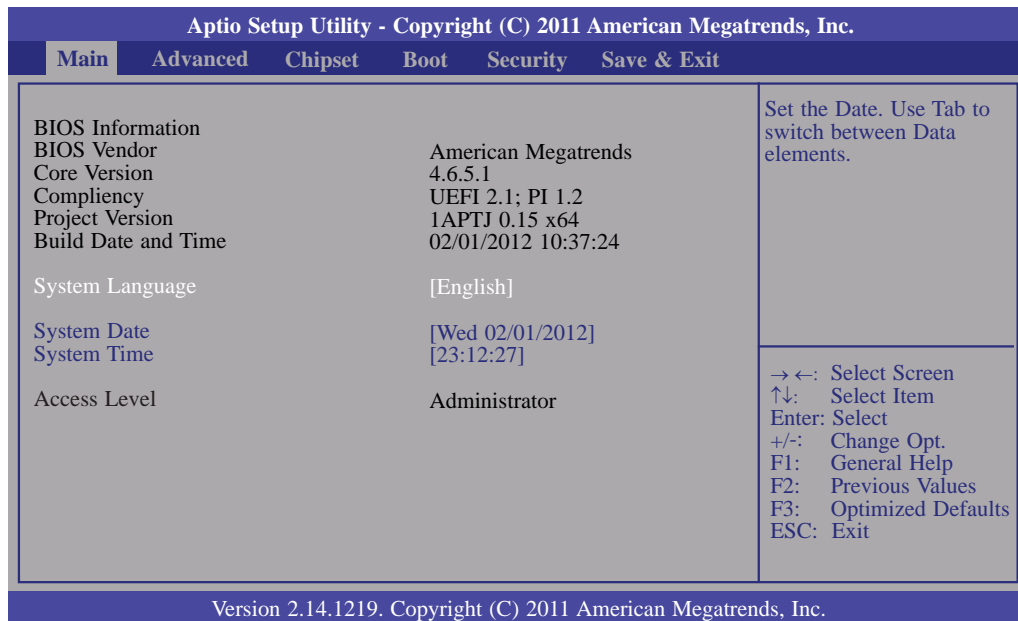 Aptio Setup Utility - Copyright (C) 2011 American Megatrends, Inc.
Main Advanced Chipset Boot Security Save & Exit
BIOS Information
BIOS Vendor American Megatrends
Core Version 4.6.5.1
Compliency UEFI 2.1; PI 1.2
Project Version 1APTJ 0.15 x64
Build Date and Time 02/01/2012 10:37:24
System Language [English]
System Date [Wed 02/01/2012]
System Time [23:12:27]
Access Level Administrator
Set the Date. Use Tab to
switch between Data
elements.
→ ←: Select Screen
↑↓: Select Item
Enter: Select
+/-: Change Opt.
F1: General Help
F2: Previous Values
F3: Optimized Defaults
ESC: Exit
Version 2.14.1219. Copyright (C) 2011 American Megatrends, Inc.